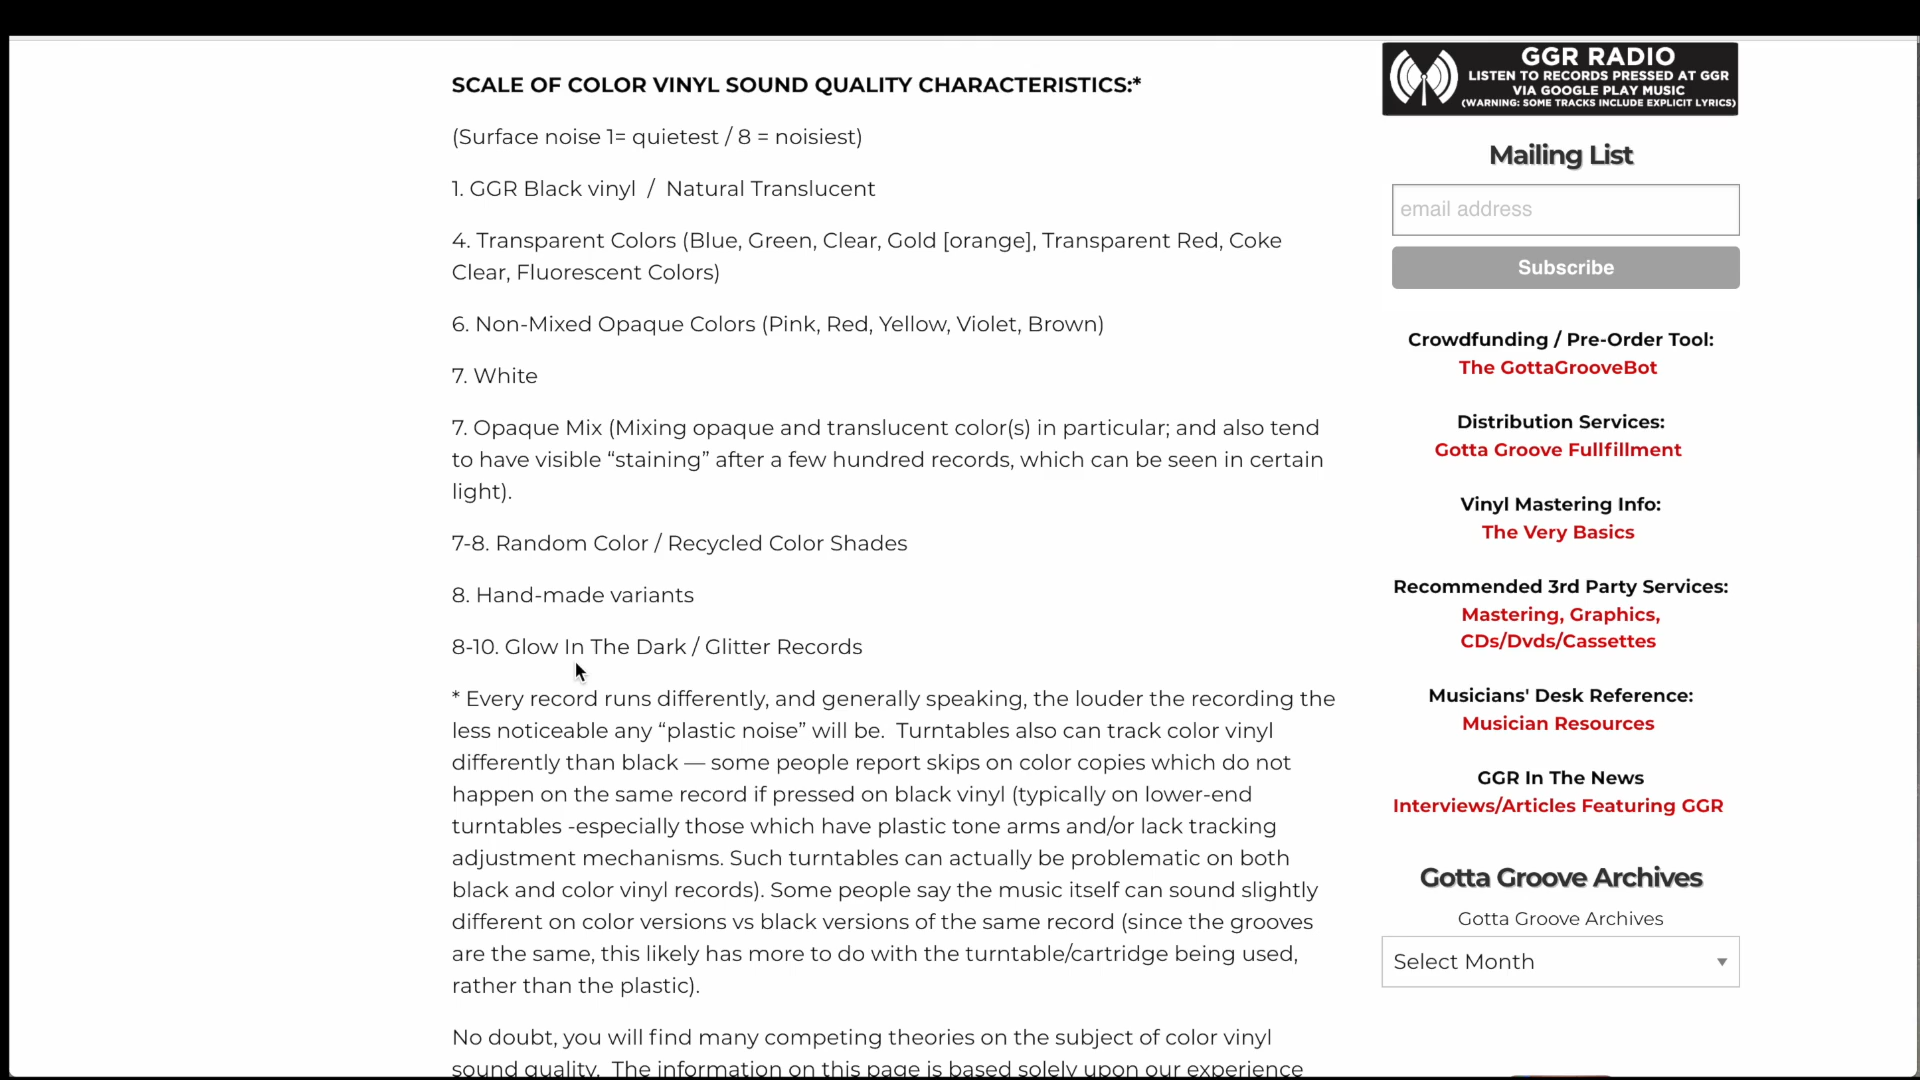 SCALE OF COLOR VINYL SOUND QUALITY CHARACTERISTICS:*
(Surface noise 1= quietest / 8 = noisiest)
1. GGR Black vinyl / Natural Translucent
4. Transparent Colors (Blue, Green, Clear, Gold [orange], Transparent Red, Coke
Clear, Fluorescent Colors)
6. Non-Mixed Opaque Colors (Pink, Red, Yellow, Violet, Brown)
7. White
7. Opaque Mix (Mixing opaque and translucent color(s) in particular; and also tend
to have visible “staining” after a few hundred records, which can be seen in certain
light).
7-8. Random Color / Recycled Color Shades
8. Hand-made variants
8-10. Glow In The Dark / Glitter Records
* Every record runs differently, and generally speaking, the louder the recording the
less noticeable any “plastic noise” will be. Turntables also can track color vinyl
differently than black — some people report skips on color copies which do not
happen on the same record if pressed on black vinyl (typically on lower-end
turntables -especially those which have plastic tone arms and/or lack tracking
adjustment mechanisms. Such turntables can actually be problematic on both
black and color vinyl records). Some people say the music itself can sound slightly
different on color versions vs black versions of the same record (since the grooves
are the same, this likely has more to do with the turntable/cartridge being used,
rather than the plastic).
No doubt, you will find many competing theories on the subject of color vinyl
sound quality. The information on this page is based solely upon our experience
GGR RADIO
LISTEN TO RECORDS PRESSED AT GGR
VIA GOOGLE PLAY MUSIC
(WARNING: SOME TRACKS INCLUDE EXPLICIT LYRICS)
Mailing List
email address
Subscribe
Crowdfunding / Pre-Order Tool:
The GottaGrooveBot
Distribution Services:
Gotta Groove Fullfillment
Vinyl Mastering Info:
The Very Basics
Recommended 3rd Party Services:
Mastering, Graphics,
CDs/Dvds/Cassettes
Musicians' Desk Reference:
Musician Resources
GGR In The News
Interviews/Articles Featuring GGR
Gotta Groove Archives
Gotta Groove Archives
Select Month